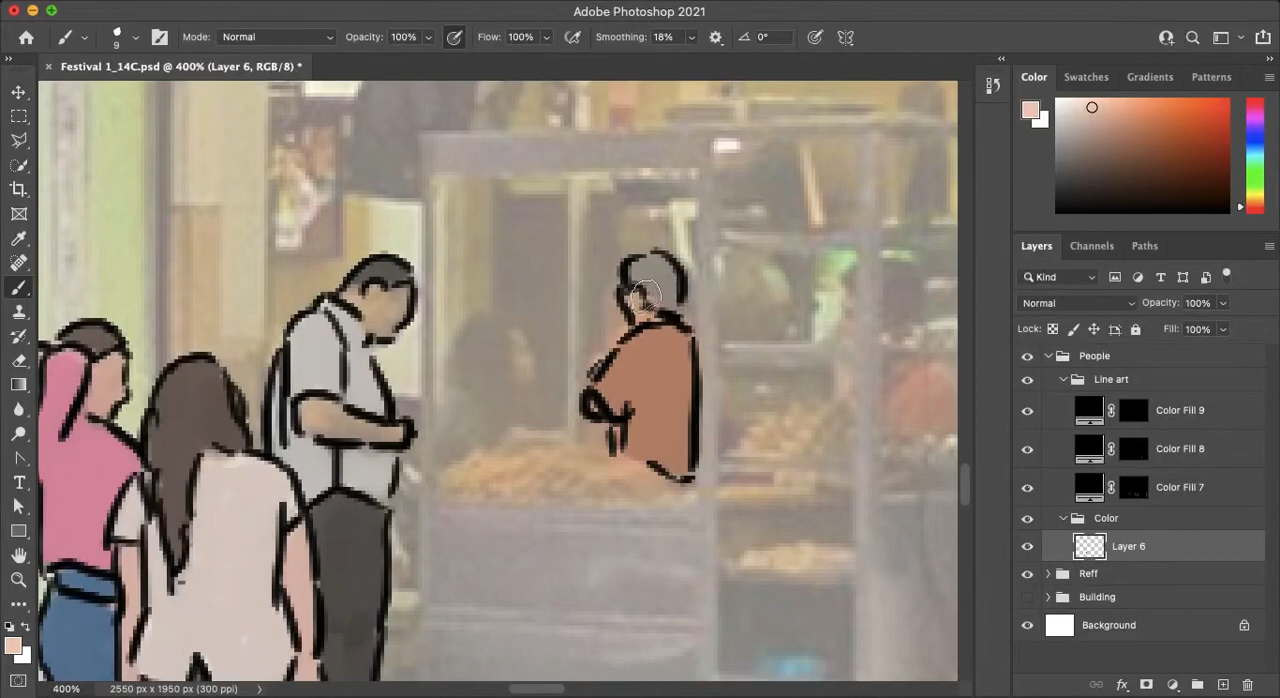 Adobe Photoshop 2021
9
Mode: Normal
Opacity: 100%
Flow: 100%
Smoothing: 18%
0°
Festival 1_14C.psd @ 400% (Layer 6, RGB/8) *
Color Swatches Gradients Patterns
Layers Channels Paths
Kind
Normal Opacity: 100%
Lock: Fill: 100%
People
Line art
Color Fill 9
Color Fill 8
Color Fill 7
Color
Layer 6
Reff
Building
Background
400% 2550 px x 1950 px (300 ppi)
fx